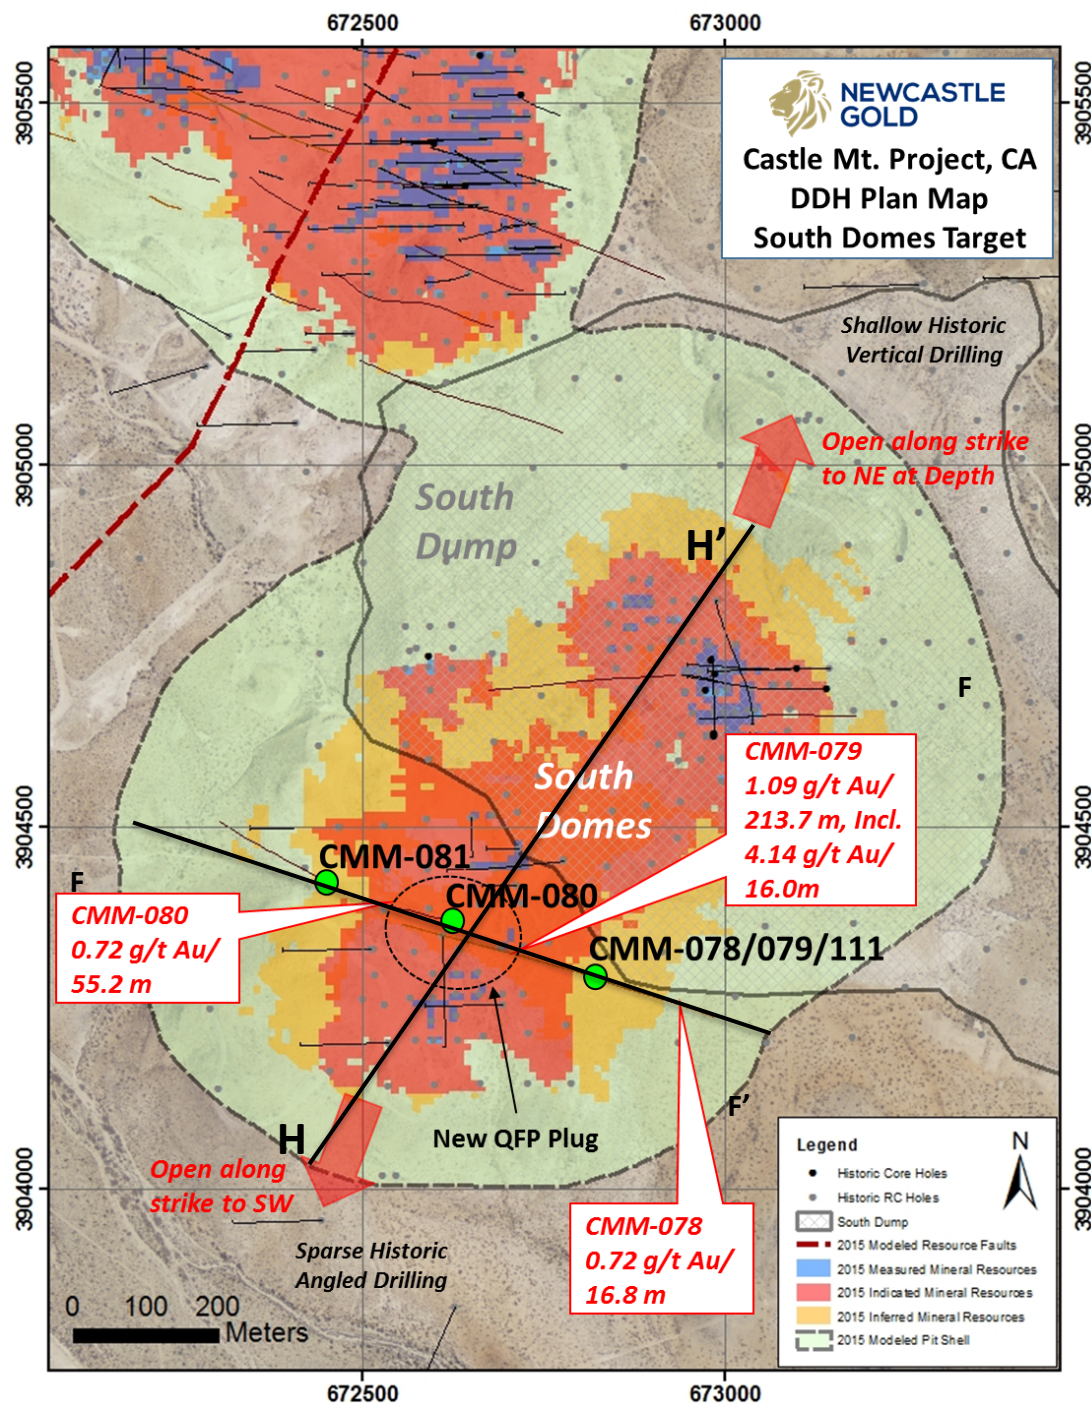 672500
673000
3905500
3905500
NEWCASTLE
GOLD
Castle Mt. Project, CA
DDH Plan Map
South Domes Target
Shallow Historic
Vertical Drilling
Open along strike
to NE at Depth
3905000
3905000
South
Dump
H’
F
South
Domes
CMM-079
1.09 g/t Au/
213.7 m, Incl.
4.14 g/t Au/
16.0m
3904500
3904500
CMM-081
F
CMM-080
CMM-080
0.72 g/t Au/
55.2 m
CMM-078/079/111
F’
New QFP Plug
H
Open along
strike to SW
3904000
3904000
CMM-078
0.72 g/t Au/
16.8 m
Sparse Historic
Angled Drilling
0 100 200
Meters
Legend
N
Historic Core Holes
Historic RC Holes
South Dump
2015 Modeled Resource Faults
2015 Measured Mineral Resources
2015 Indicated Mineral Resources
2015 Inferred Mineral Resources
2015 Modeled Pit Shell
672500
673000